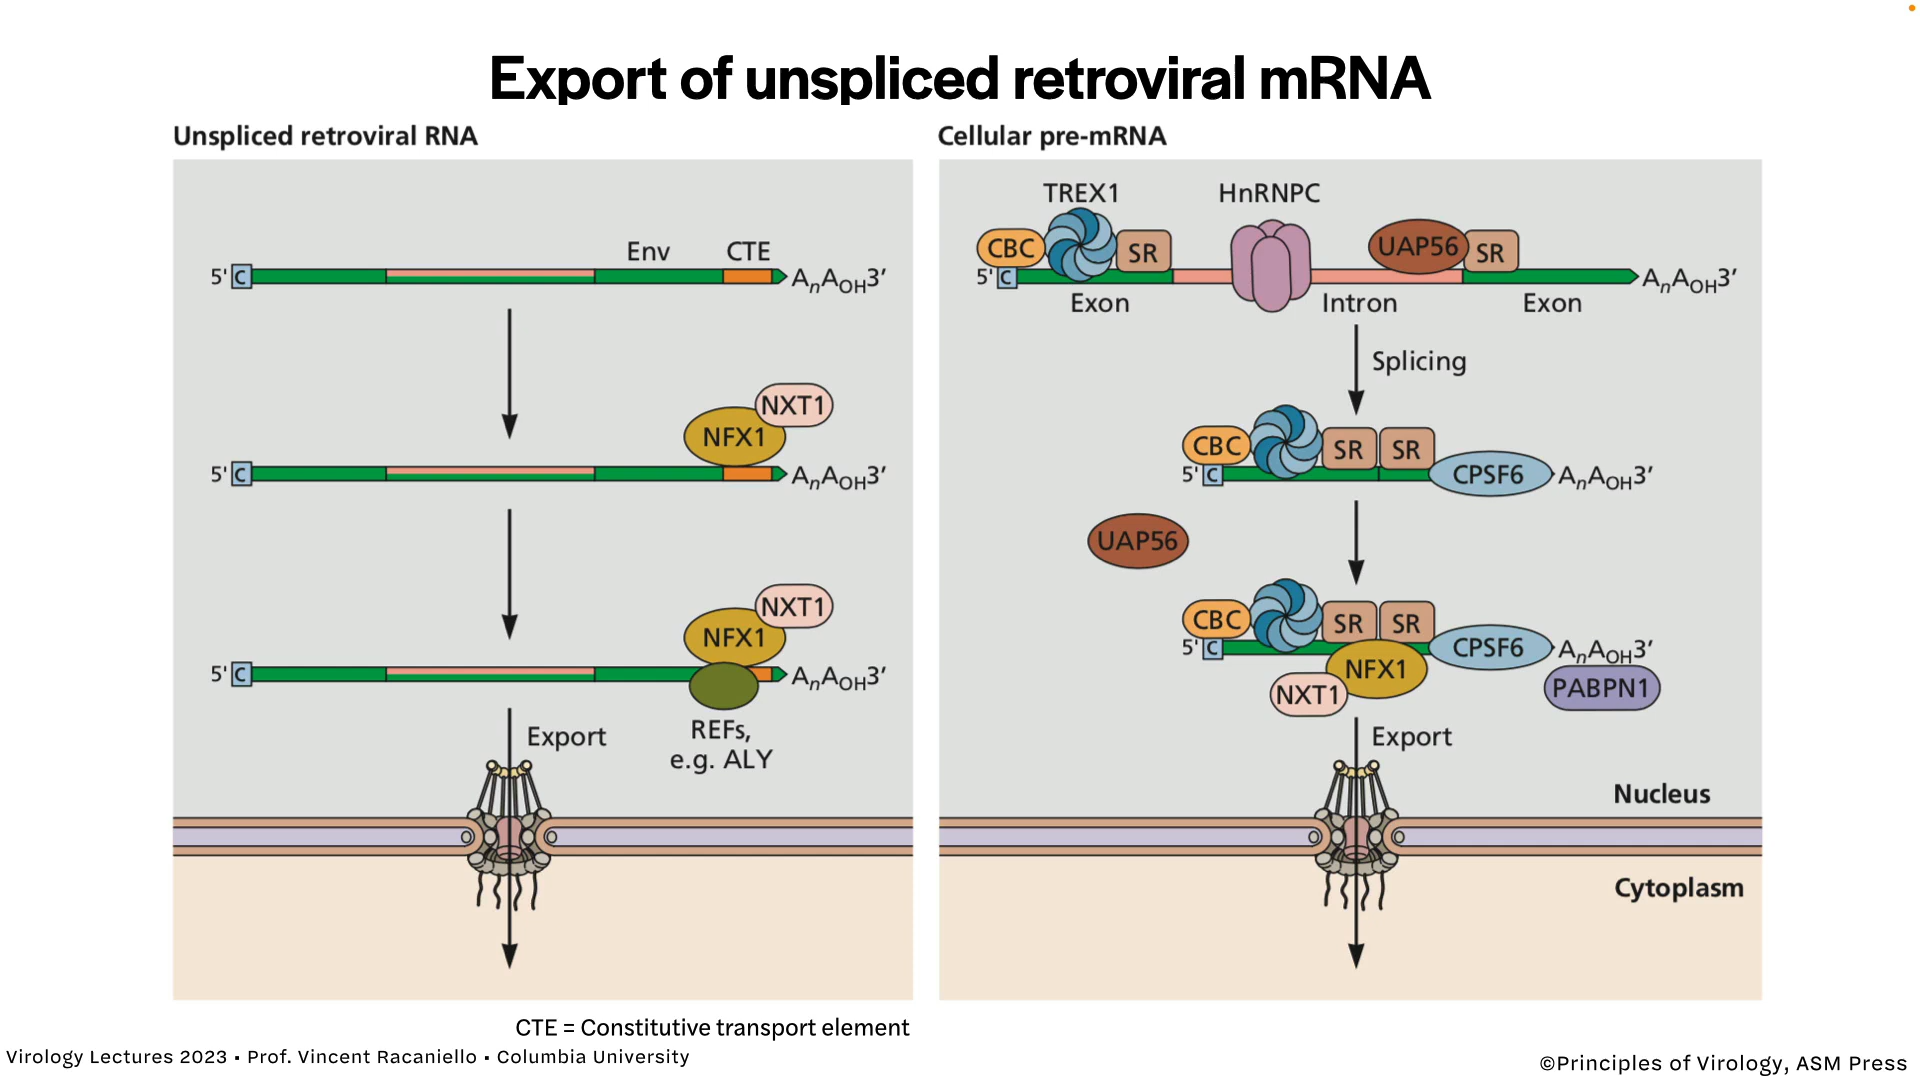 Export of unspliced retroviral mRNA
Unspliced retroviral RNA
Env CTE
5' C AnAOH3′
NXT1
NFX1
5' C AnAOH3′
NXT1
NFX1
5' C AnAOH3′
REFs,
e.g. ALY
Export
Cellular pre-mRNA
TREX1 HnRNPC
CBC SR UAP56 SR
5' C AnAOH3′
Exon Intron Exon
Splicing
CBC SR SR
5' C CPSF6 AnAOH3′
UAP56
CBC SR SR
5' C CPSF6 AnAOH3′
NFX1
NXT1 PABPN1
Export
Nucleus
Cytoplasm
CTE = Constitutive transport element
Virology Lectures 2023 • Prof. Vincent Racaniello • Columbia University
©Principles of Virology, ASM Press